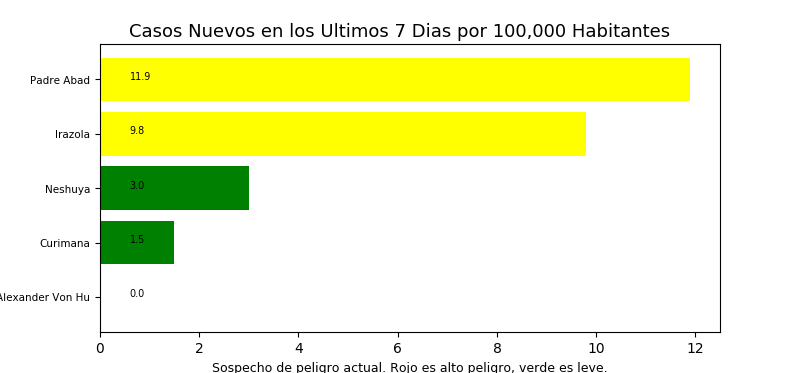 Casos Nuevos en los Ultimos 7 Dias por 100,000 Habitantes
Padre Abad 11.9
Irazola 9.8
Neshuya 3.0
Curimana 1.5
Alexander Von Hu 0.0
0 2 4 6 8 10 12
Sospecho de peligro actual. Rojo es alto peligro, verde es leve.